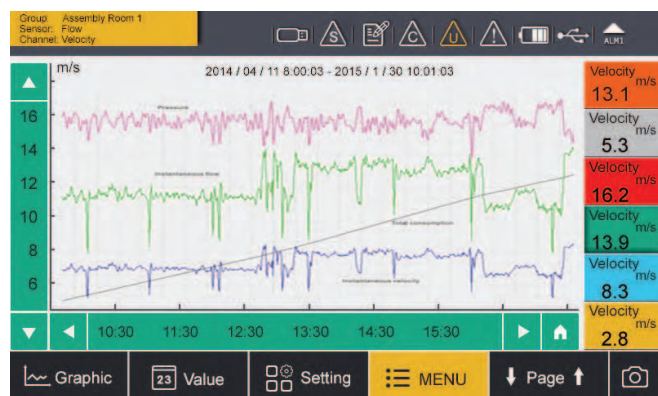 Group: Assembly Room 1
Sensor: Flow
Channel: Velocity
S
C
U
!
ALM1
m/s
2014 / 04 / 11 8:00:03 - 2015 / 1 / 30 10:01:03
Pressure
Instantaneous flow
Total consumption
Instantaneous velocity
16
14
12
10
8
6
10:30 11:30 12:30 13:30 14:30 15:30
Velocity
m/s
13.1
Velocity
m/s
5.3
Velocity
m/s
16.2
Velocity
m/s
13.9
Velocity
m/s
8.3
Velocity
m/s
2.8
Graphic 23 Value Setting MENU Page